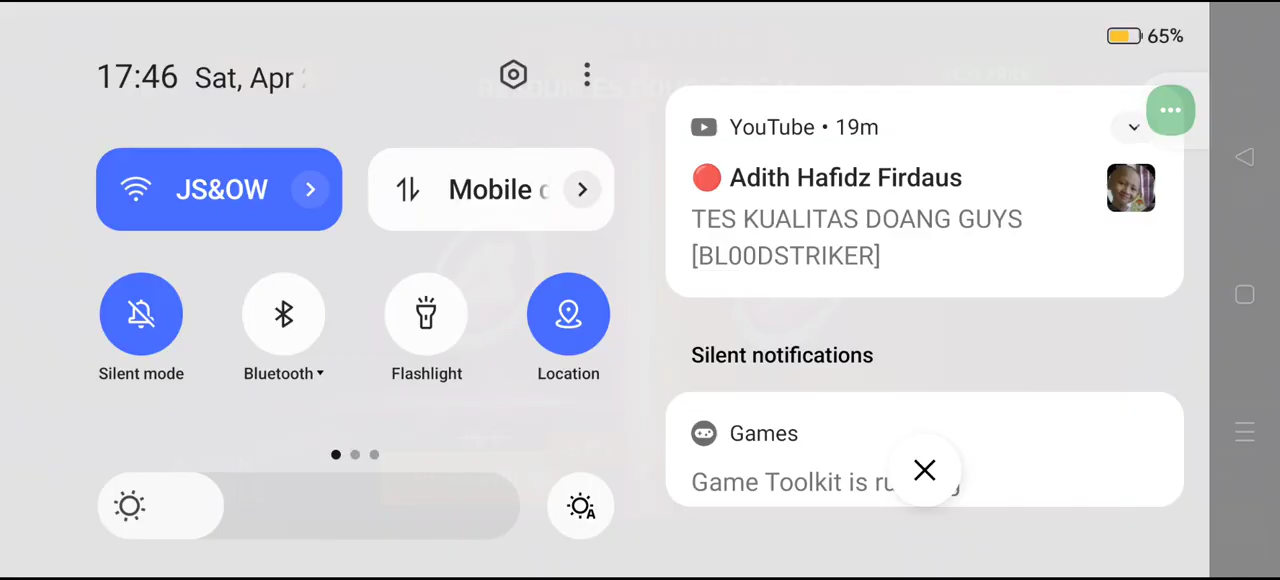 65%
17:46 Sat, Apr
JS&OW
Mobile
Silent mode
Bluetooth
Flashlight
Location
YouTube • 19m
Adith Hafidz Firdaus
TES KUALITAS DOANG GUYS
[BL00DSTRIKER]
Silent notifications
Games
Game Toolkit is